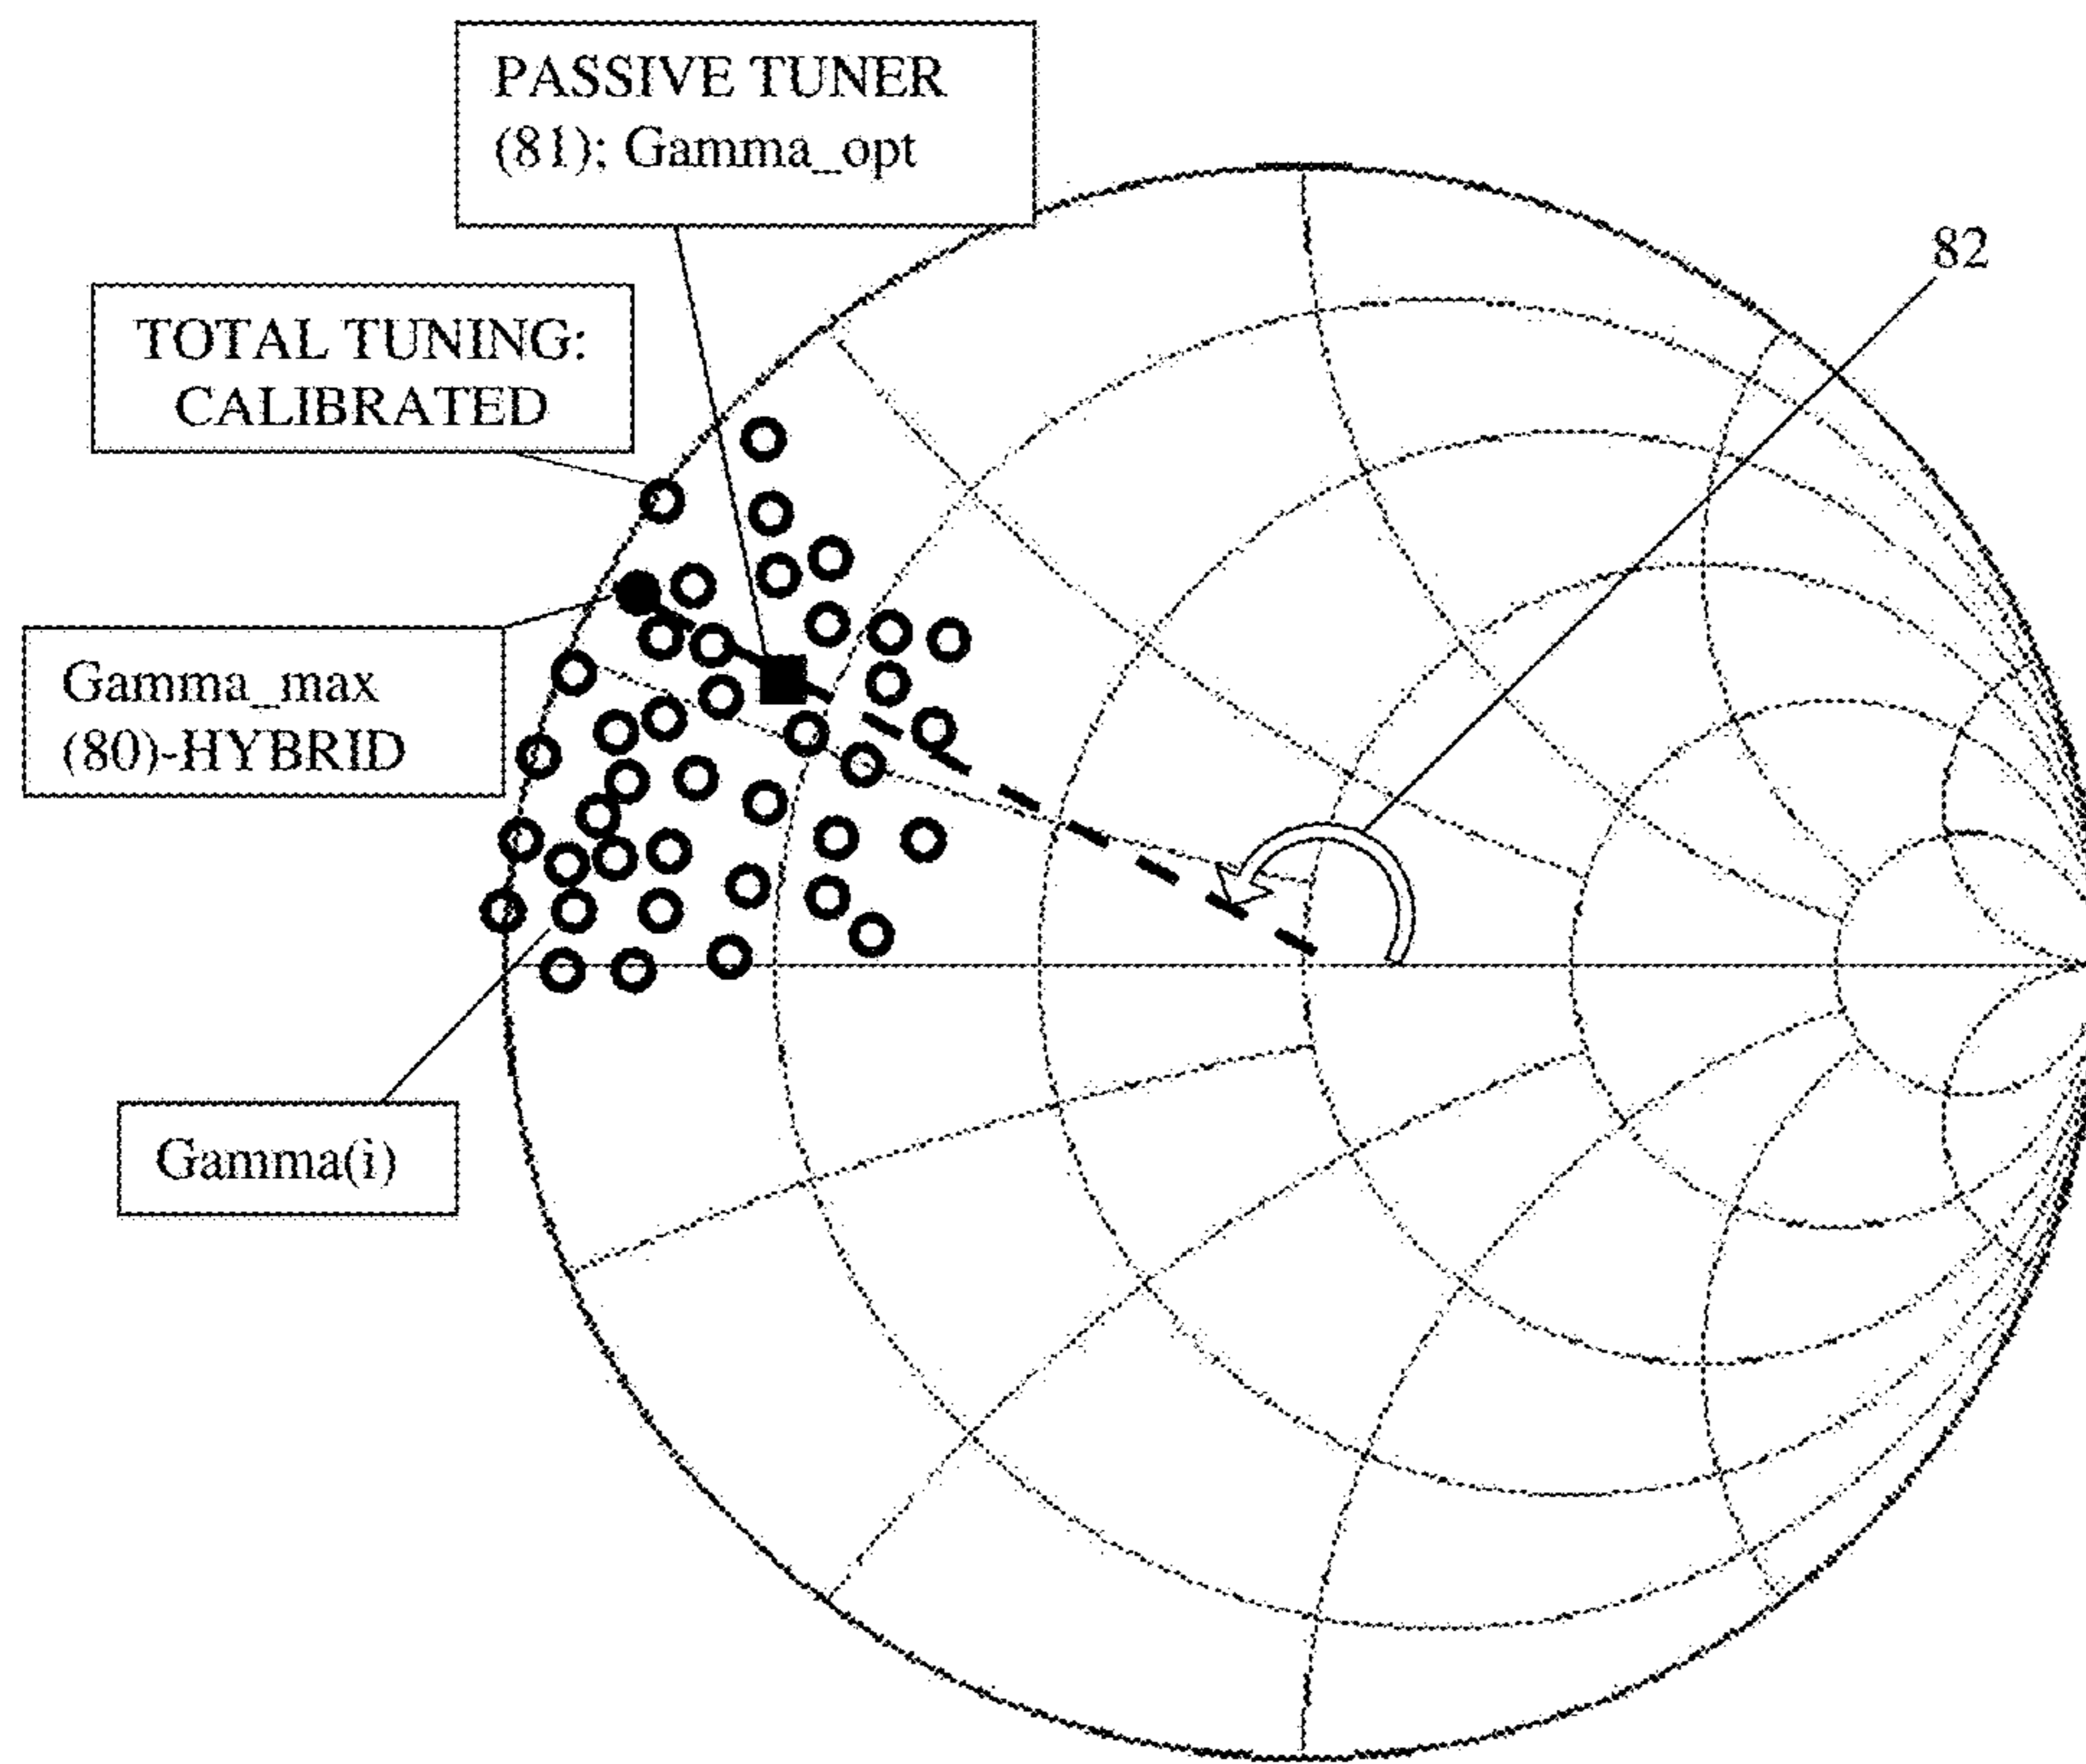 PASSIVE TUNER
(81); Gamma_opt
82
TOTAL TUNING:
CALIBRATED
Gamma_max
(80)-HYBRID
Gamma(i)